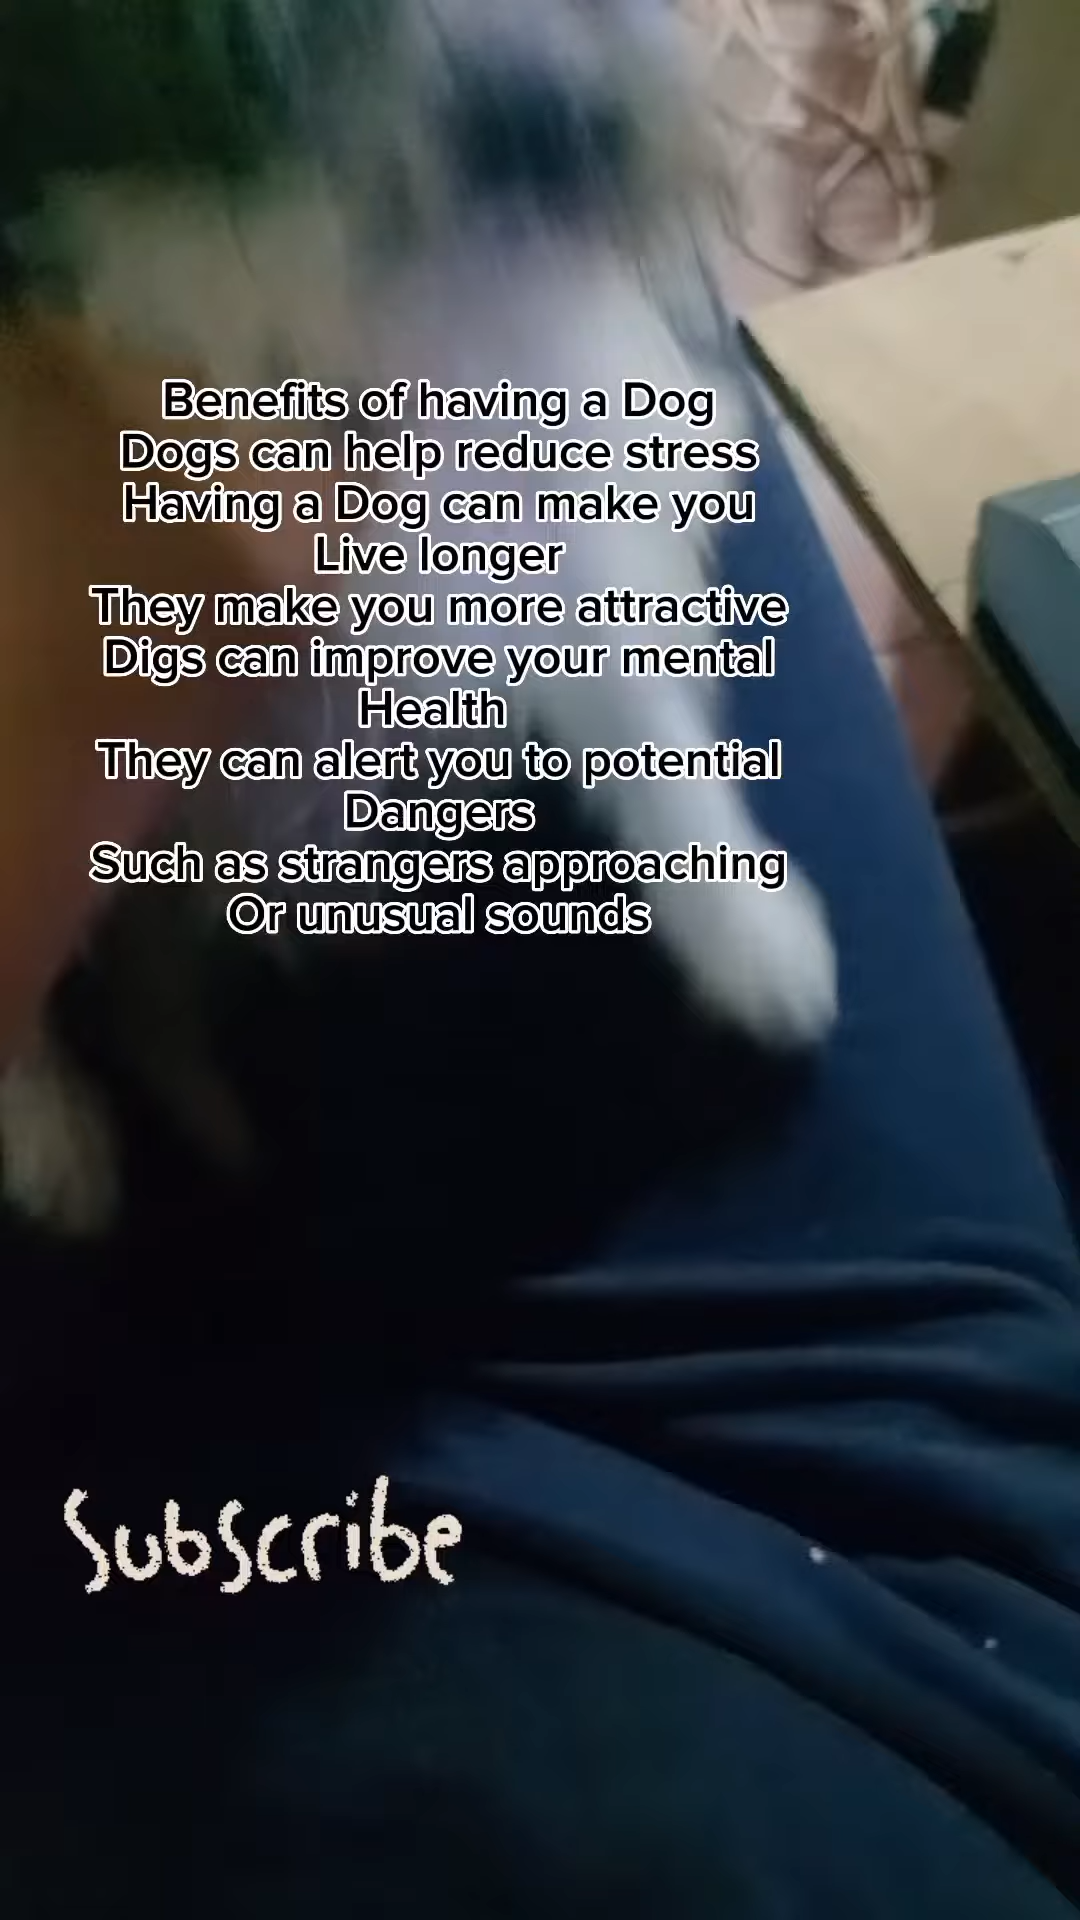 Benefits of having a Dog
Dogs can help reduce stress
Having a Dog can make you
Live longer
They make you more attractive
Digs can improve your mental
Health
They can alert you to potential
Dangers
Such as strangers approaching
Or unusual sounds
Subscribe